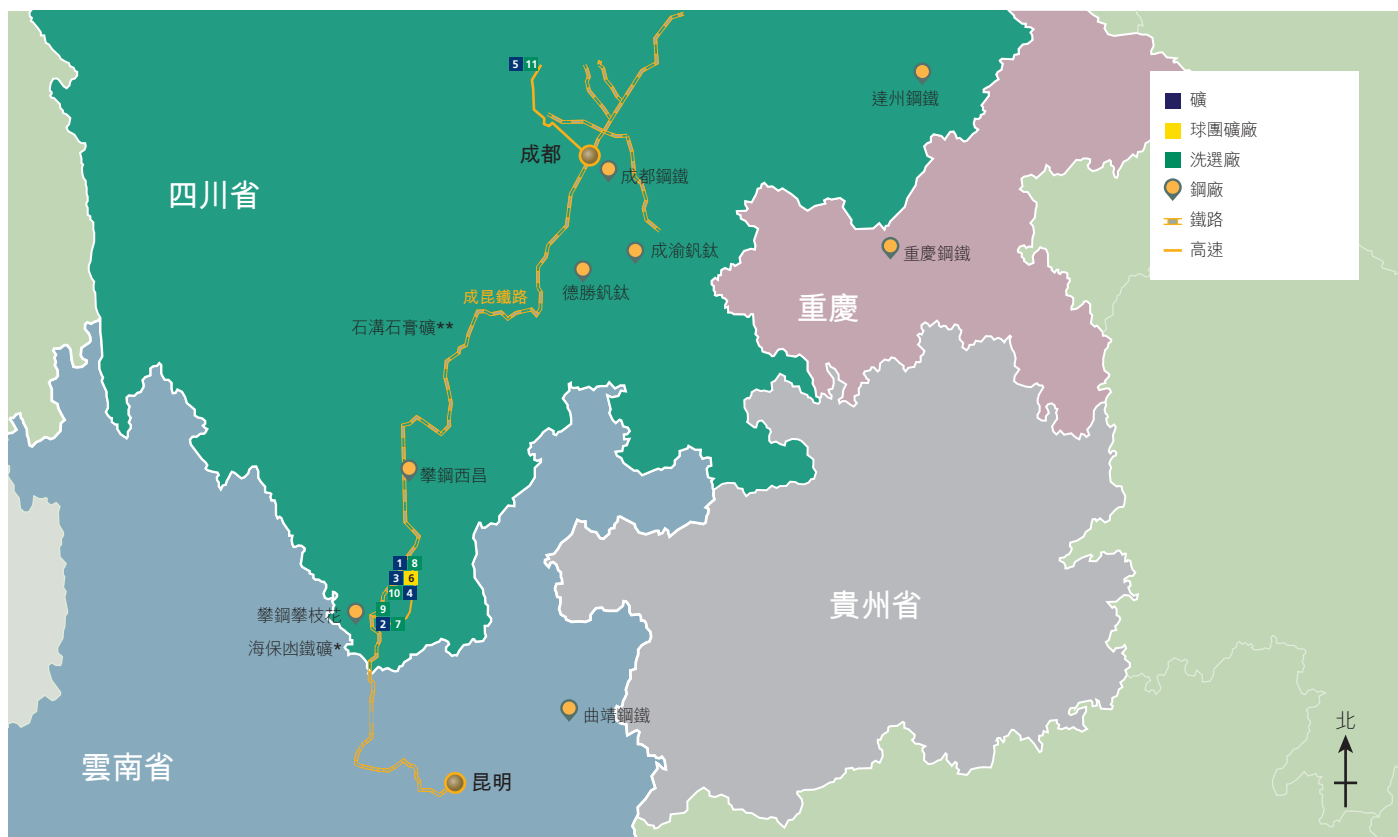 5 11
達州鋼鐵
礦
球團礦廠
洗選廠
鋼廠
鐵路
高速
成都
成都鋼鐵
四川省
成渝釩鈦
重慶鋼鐵
德勝釩鈦
成昆鐵路
重慶
石溝石膏礦**
攀鋼西昌
1 8
3 6
10 4
9
2 7
攀鋼攀枝花
海保凼鐵礦*
貴州省
曲靖鋼鐵
北
雲南省
昆明